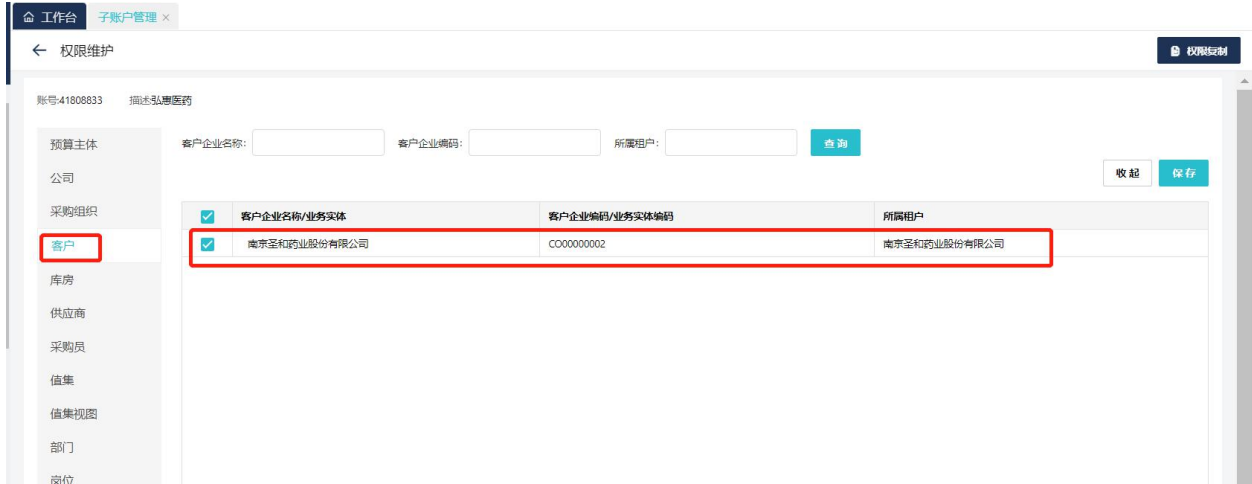 工作台 子账户管理 ×
← 权限维护 权限复制
账号:41808833 描述:弘惠医药
预算主体 客户企业名称: 客户企业编码: 所属租户: 查询
公司 收起 保存
采购组织 客户企业名称/业务实体 客户企业编码/业务实体编码 所属租户
客户 南京圣和药业股份有限公司 CO00000002 南京圣和药业股份有限公司
库房
供应商
采购员
值集
值集视图
部门
岗位